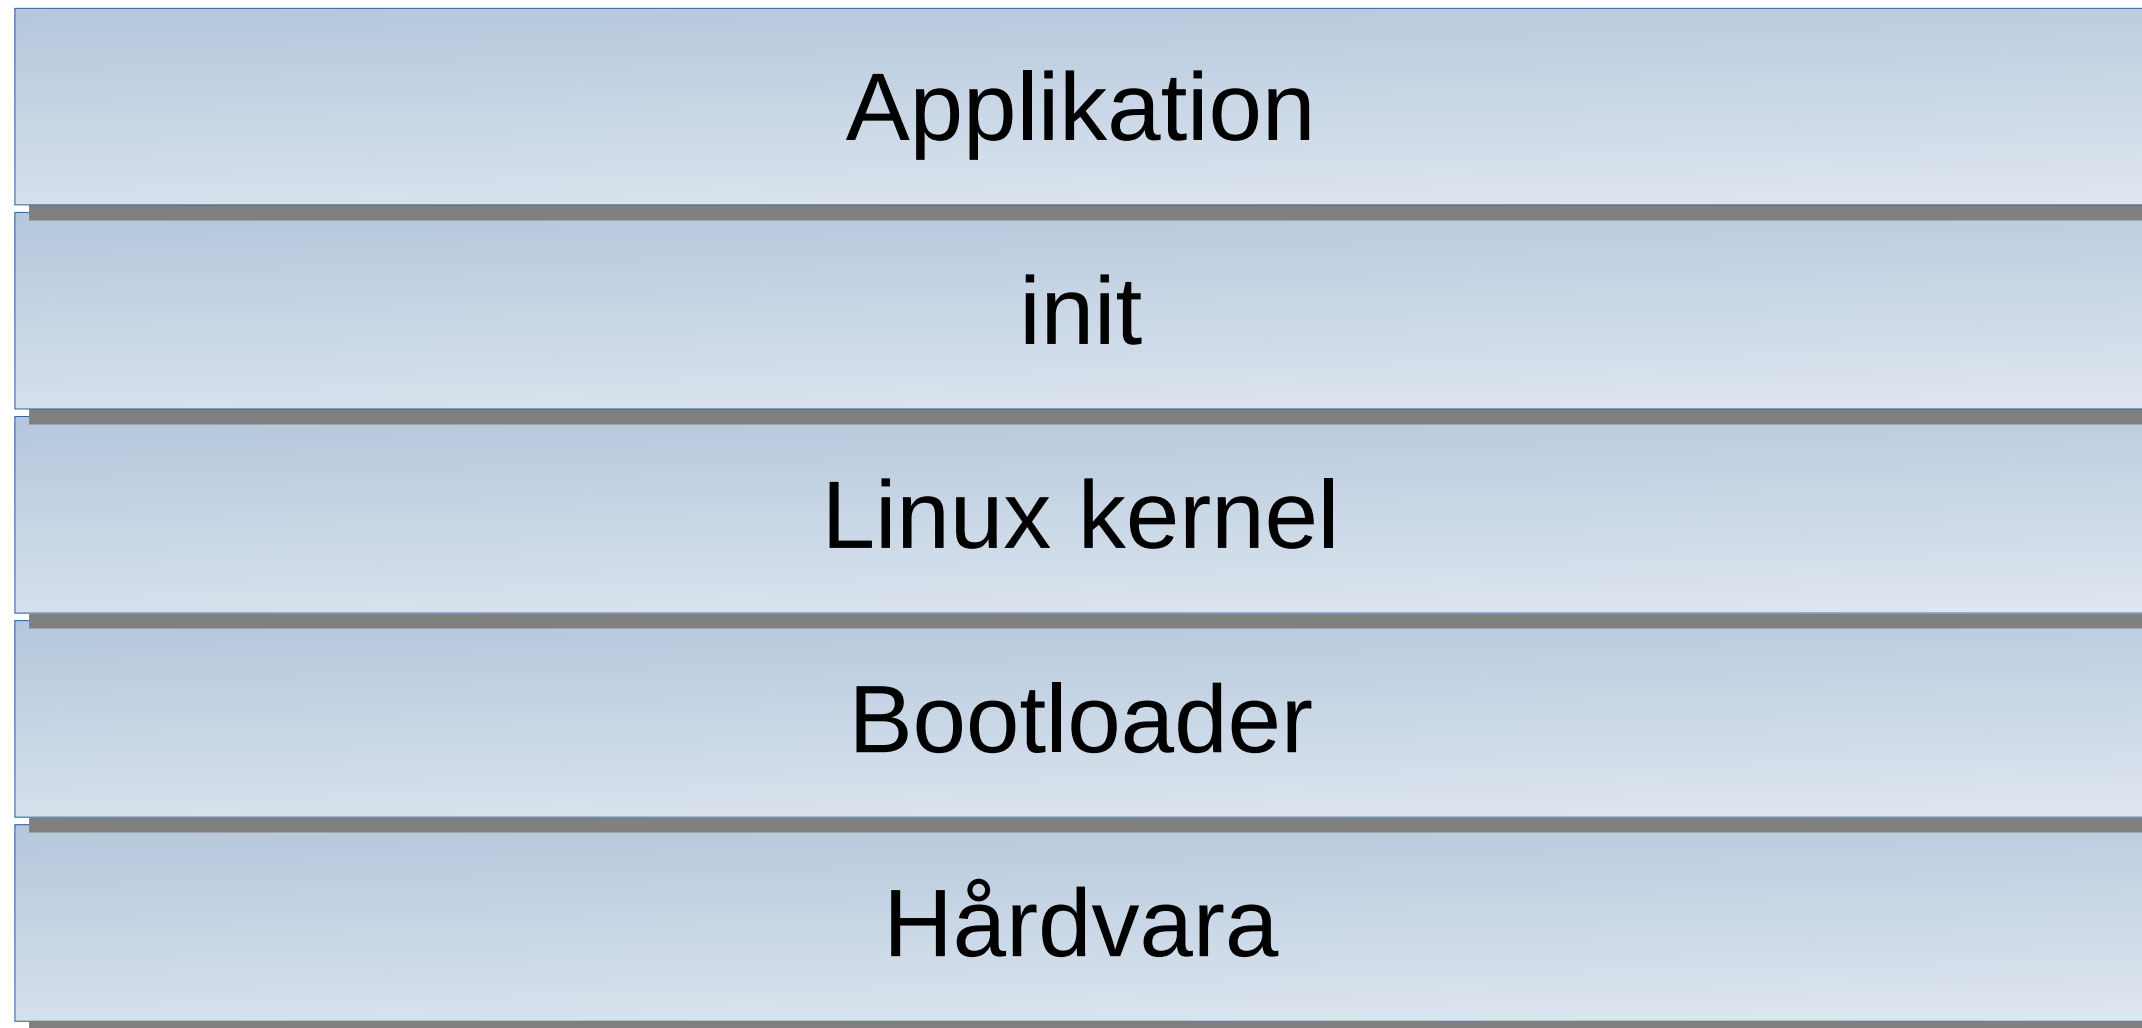 Applikation
init
Linux kernel
Bootloader
Hårdvara